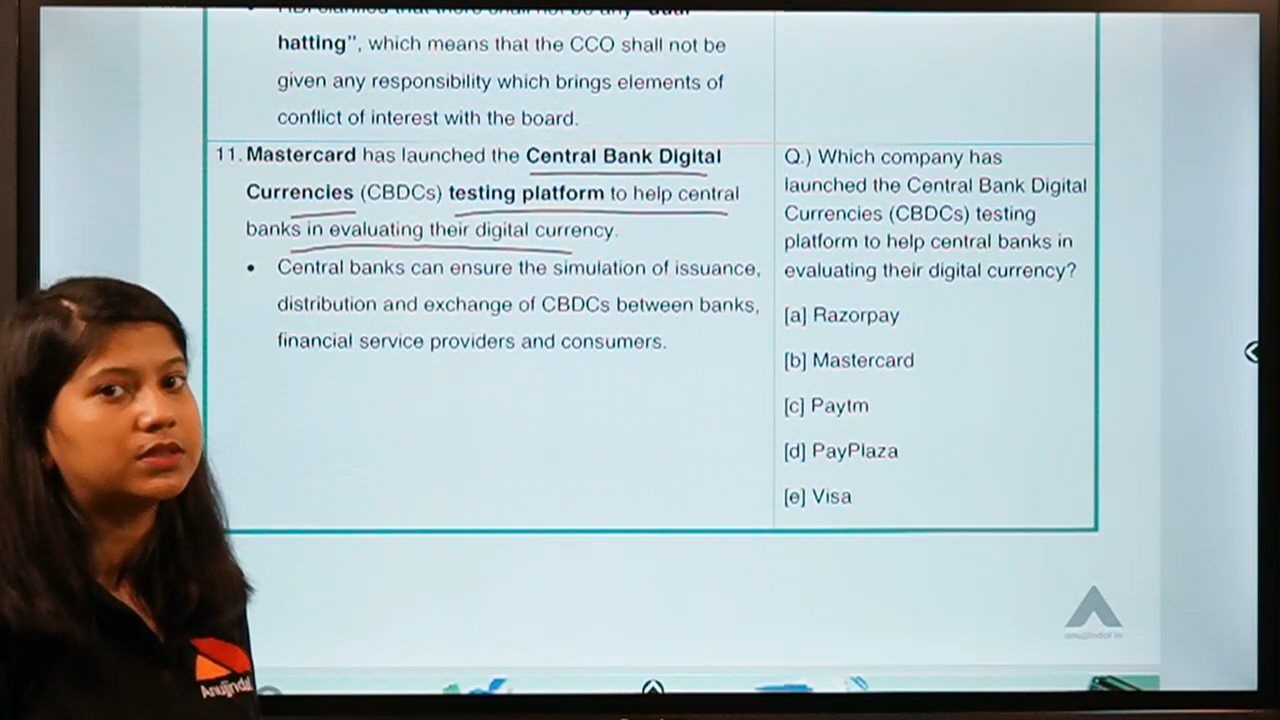 hatting", which means that the CCO shall not be
given any responsibility which brings elements of
conflict of interest with the board.
11. Mastercard has launched the Central Bank Digital
Currencies (CBDCs) testing platform to help central
banks in evaluating their digital currency.
• Central banks can ensure the simulation of issuance,
distribution and exchange of CBDCs between banks,
financial service providers and consumers.
Q.) Which company has
launched the Central Bank Digital
Currencies (CBDCs) testing
platform to help central banks in
evaluating their digital currency?
[a] Razorpay
[b] Mastercard
[c] Paytm
[d] PayPlaza
[e] Visa
anujjindal.in
Anujjindal